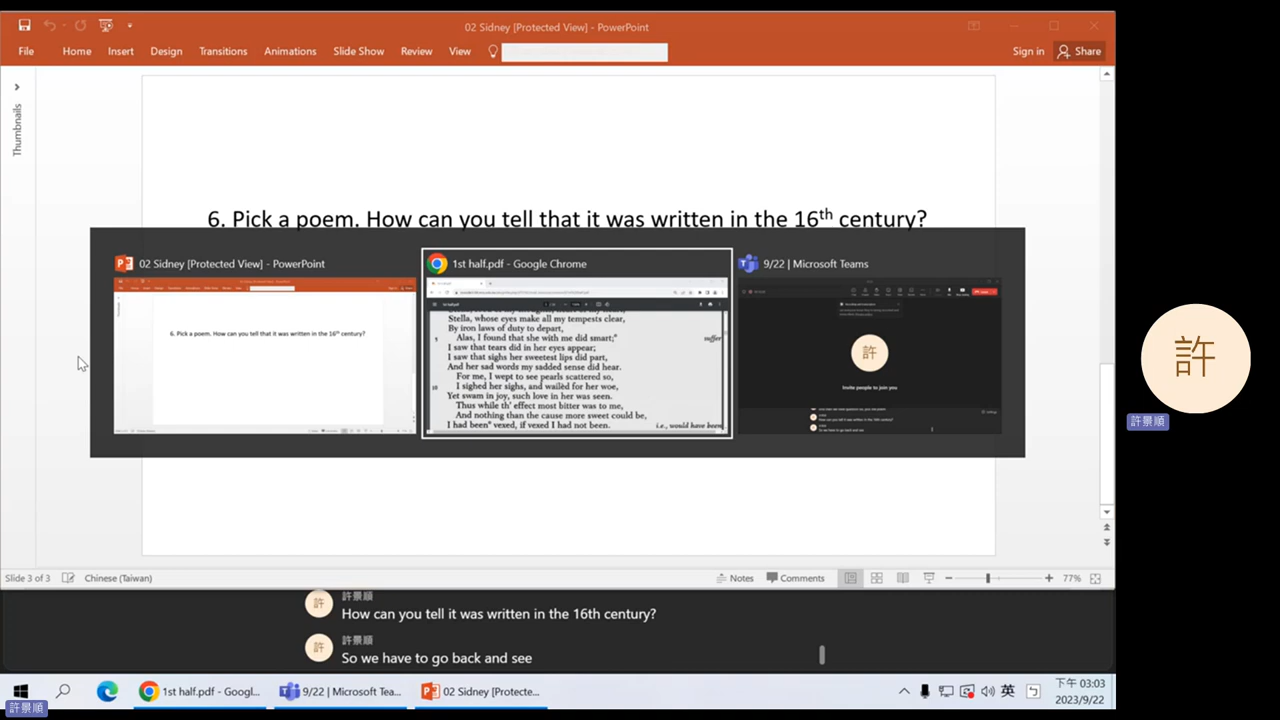 02 Sidney [Protected View] - PowerPoint
File Home Insert Design Transitions Animations Slide Show Review View Sign in Share
Thumbnails
6. Pick a poem. How can you tell that it was written in the 16th century?
02 Sidney [Protected View] - PowerPoint
6. Pick a poem. How can you tell that it was written in the 16th century?
1st half.pdf - Google Chrome
Stella, whose eyes make all my tempests clear,
By iron laws of duty to depart,
5 Alas, I found that she with me did smart;° suffer
I saw that tears did in her eyes appear;
I saw that sighs her sweetest lips did part,
And her sad words my sadded sense did hear.
For me, I wept to see pearls scattered so,
10 I sighed her sighs, and wailèd for her woe,
Yet swam in joy, such love in her was seen.
Thus while th' effect most bitter was to me,
And nothing than the cause more sweet could be,
I had been° vexed, if vexed I had not been. i.e., would have been
9/22 | Microsoft Teams
許
Invite people to join you
許
許景順
Slide 3 of 3 Chinese (Taiwan) Notes Comments 77%
許 許景順
How can you tell it was written in the 16th century?
許 許景順
So we have to go back and see
1st half.pdf - Googl... 9/22 | Microsoft Tea... 02 Sidney [Protecte... 英 下午 03:03
2023/9/22
許景順